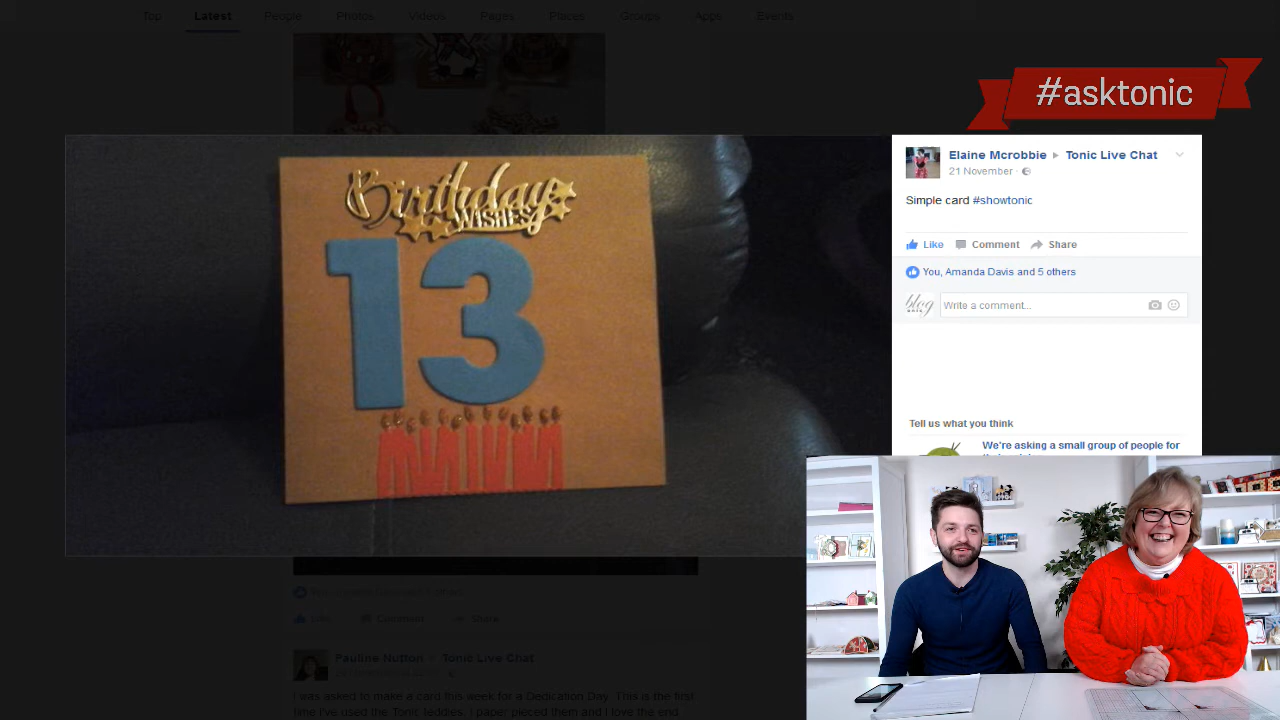 Top Latest People Photos Videos Pages Places Groups Apps Events
#asktonic
Birthday
WISHES
13
Elaine Mcrobbie ▸ Tonic Live Chat
21 November ·
Simple card #showtonic
Like Comment Share
You, Amanda Davis and 5 others
blog
Write a comment...
Tell us what you think
We're asking a small group of people for
Like Comment Share
Pauline Nutton ▸ Tonic Live Chat
I was asked to make a card this week for a Dedication Day. This is the first
time I've used the Tonic teddies, I paper pieced them and I love the end